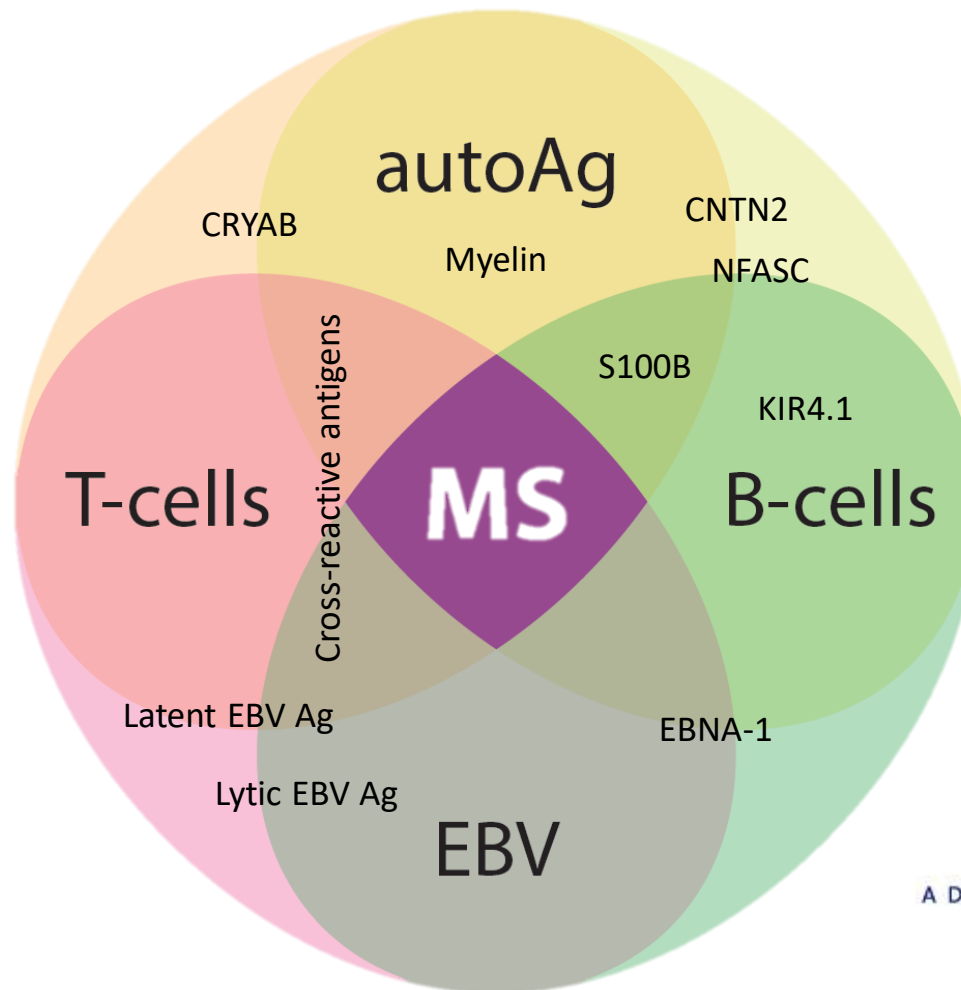 autoAg
CNTN2
CRYAB
Myelin
NFASC
S100B
KIR4.1
Cross-reactive antigens
T-cells
MS
B-cells
Latent EBV Ag
EBNA-1
Lytic EBV Ag
EBV
A D